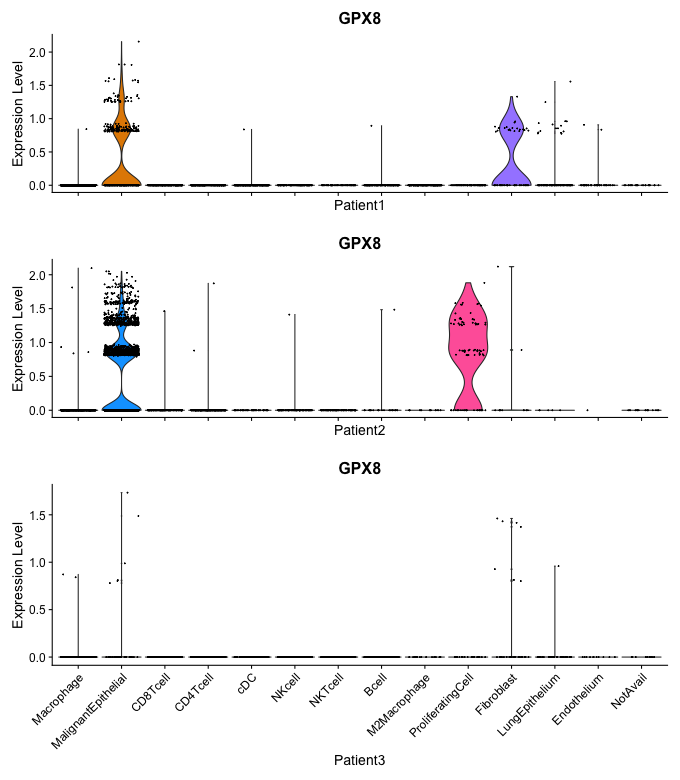 GPX8
Expression Level
2.0
1.5
1.0
0.5
0.0
Patient1
GPX8
Expression Level
2.0
1.5
1.0
0.5
0.0
Patient2
GPX8
Expression Level
1.5
1.0
0.5
0.0
Macrophage
MalignantEpithelial
CD8Tcell
CD4Tcell
cDC
NKcell
NKTcell
Bcell
M2Macrophage
ProliferatingCell
Fibroblast
LungEpithelium
Endothelium
NotAvail
Patient3